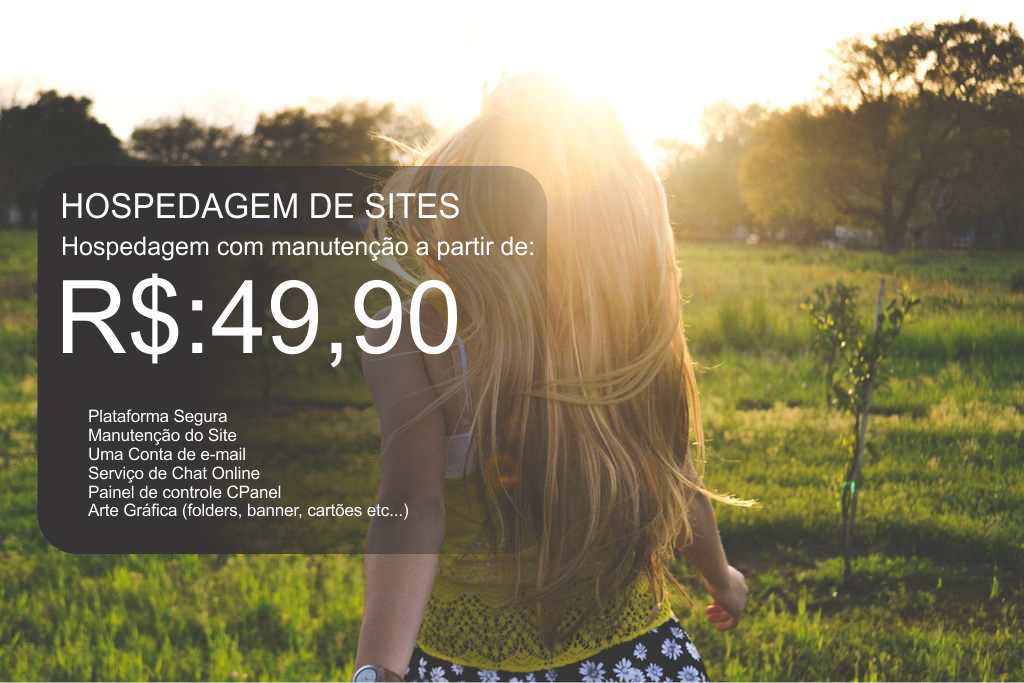 HOSPEDAGEM DE SITES
Hospedagem com manutenção a partir de:
R$:49,90
Plataforma Segura
Manutenção do Site
Uma Conta de e-mail
Serviço de Chat Online
Painel de controle CPanel
Arte Gráfica (folders, banner, cartões etc...)